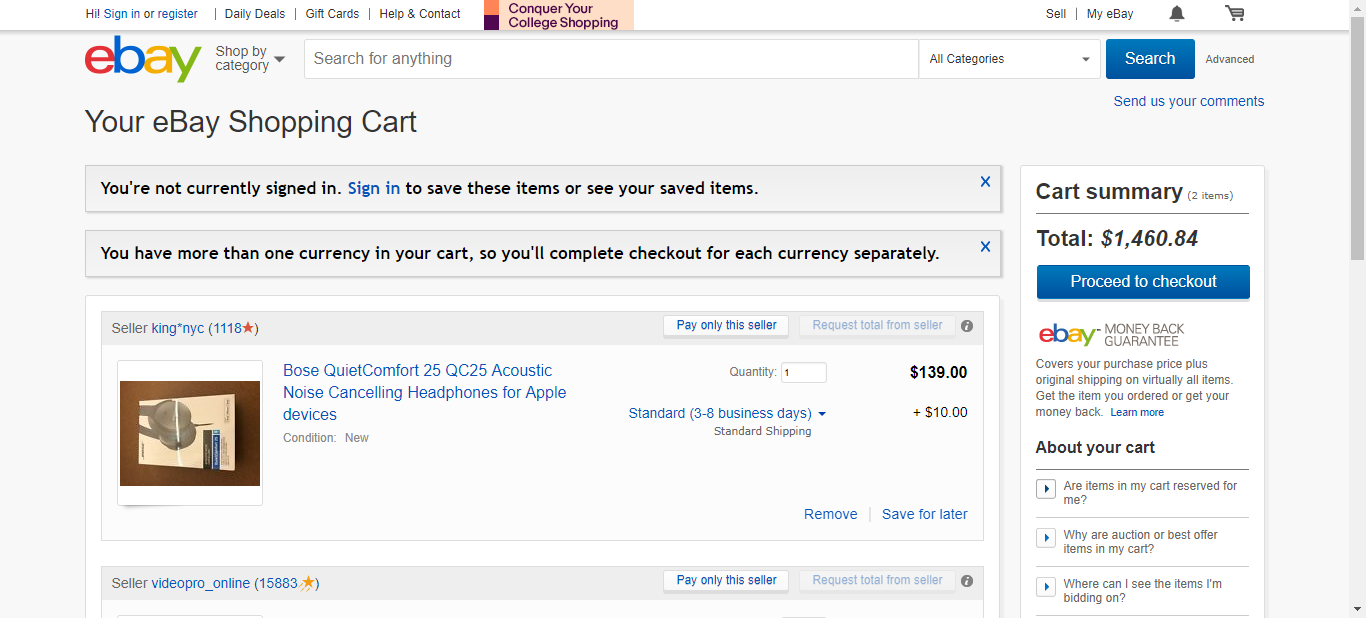 Hi! Sign in or register | Daily Deals | Gift Cards | Help & Contact
Conquer Your
College Shopping
Sell | My eBay
ebay
Shop by
category
Search for anything
All Categories
Search
Advanced
Send us your comments
Your eBay Shopping Cart
You're not currently signed in. Sign in to save these items or see your saved items.
X
You have more than one currency in your cart, so you'll complete checkout for each currency separately.
X
Seller king*nyc (1118)
Pay only this seller
Request total from seller
i
Bose QuietComfort 25 QC25 Acoustic
Noise Cancelling Headphones for Apple
devices
Condition: New
Quantity: 1
$139.00
Standard (3-8 business days)
+ $10.00
Standard Shipping
Remove | Save for later
Seller videopro_online (15883)
Pay only this seller
Request total from seller
i
Cart summary (2 items)
Total: $1,460.84
Proceed to checkout
ebay MONEY BACK
GUARANTEE
Covers your purchase price plus
original shipping on virtually all items.
Get the item you ordered or get your
money back. Learn more
About your cart
Are items in my cart reserved for
me?
Why are auction or best offer
items in my cart?
Where can I see the items I'm
bidding on?